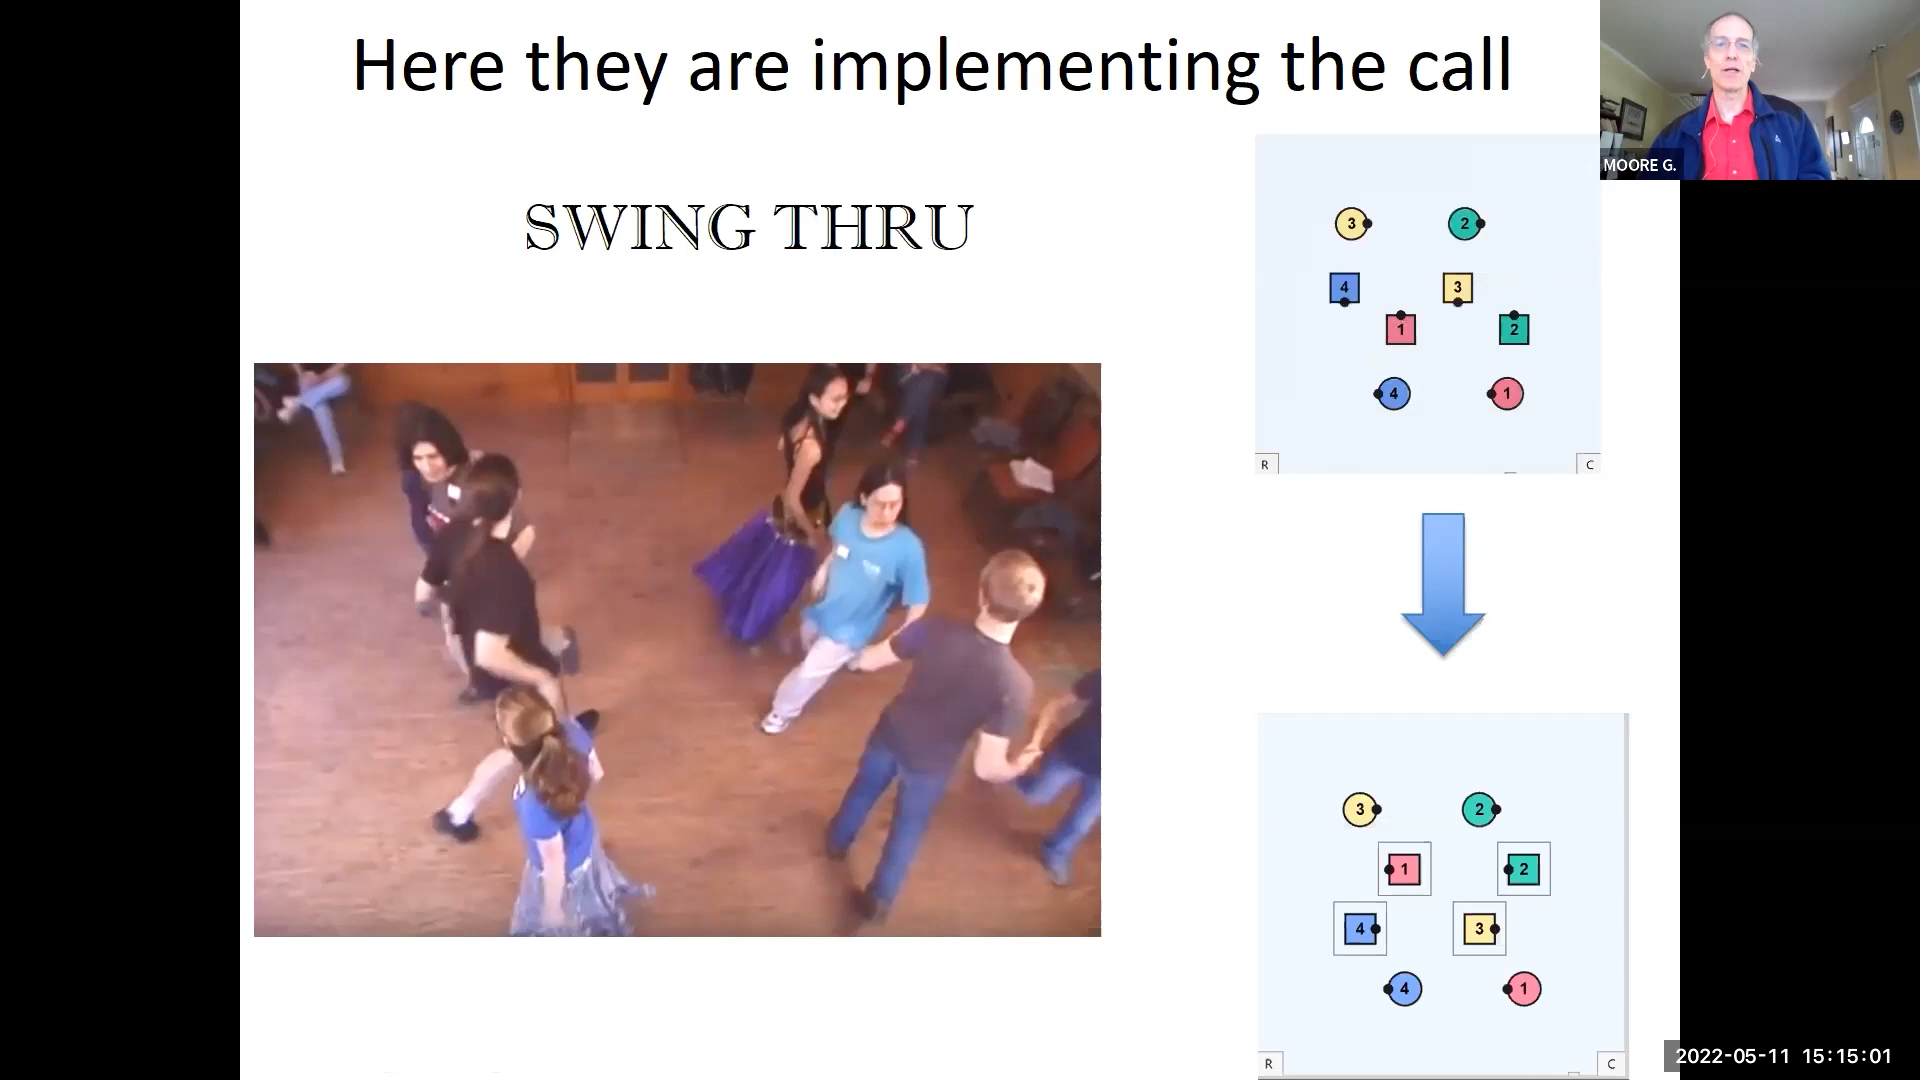 Here they are implementing the call
MOORE G.
SWING THRU
3 2
4 3
1 2
4 1
R C
3 2
1 2
4 3
4 1
R C
2022-05-11 15:15:01